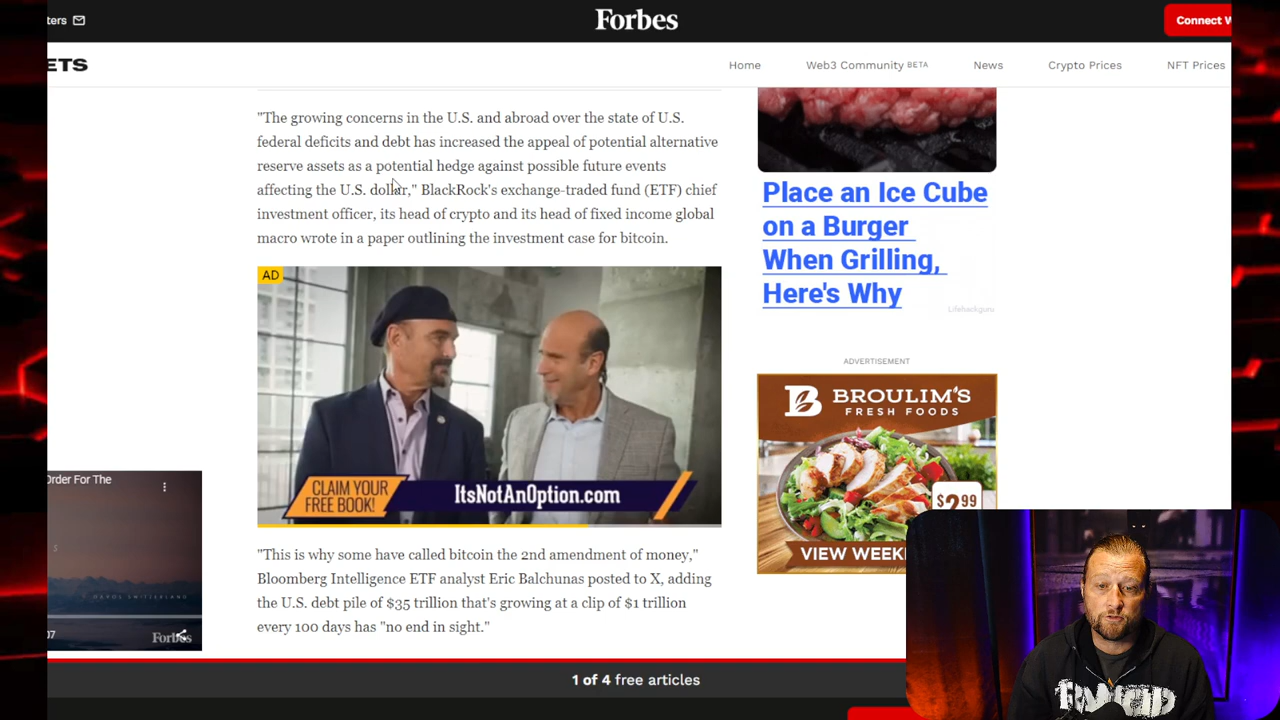 ters
Forbes
Connect W
ETS
Home
Web3 Community BETA
News
Crypto Prices
NFT Prices
"The growing concerns in the U.S. and abroad over the state of U.S.
federal deficits and debt has increased the appeal of potential alternative
reserve assets as a potential hedge against possible future events
affecting the U.S. dollar," BlackRock's exchange-traded fund (ETF) chief
investment officer, its head of crypto and its head of fixed income global
macro wrote in a paper outlining the investment case for bitcoin.
AD
CLAIM YOUR
FREE BOOK!
ItsNotAnOption.com
"This is why some have called bitcoin the 2nd amendment of money,"
Bloomberg Intelligence ETF analyst Eric Balchunas posted to X, adding
the U.S. debt pile of $35 trillion that's growing at a clip of $1 trillion
every 100 days has "no end in sight."
Place an Ice Cube
on a Burger
When Grilling,
Here's Why
Lifehackguru
ADVERTISEMENT
B
BROULIM'S
FRESH FOODS
$2.99
VIEW WEEK
Order For The
07
Forbes
1 of 4 free articles